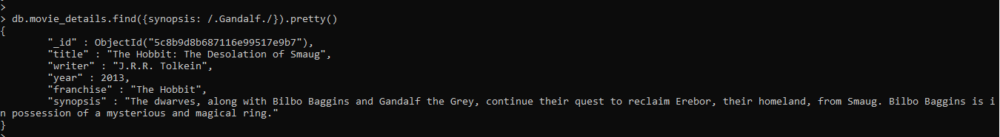 >
> db.movie_details.find({synopsis: /.Gandalf./}).pretty()
{
        "_id" : ObjectId("5c8b9d8b687116e99517e9b7"),
        "title" : "The Hobbit: The Desolation of Smaug",
        "writer" : "J.R.R. Tolkein",
        "year" : 2013,
        "franchise" : "The Hobbit",
        "synopsis" : "The dwarves, along with Bilbo Baggins and Gandalf the Grey, continue their quest to reclaim Erebor, their homeland, from Smaug. Bilbo Baggins is i
n possession of a mysterious and magical ring."
}
>